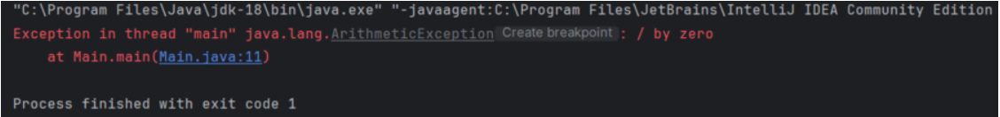 "C:\Program Files\Java\jdk-18\bin\java.exe" "-javaagent:C:\Program Files\JetBrains\IntelliJ IDEA Community Edition
Exception in thread "main" java.lang.ArithmeticException Create breakpoint : / by zero
    at Main.main(Main.java:11)
Process finished with exit code 1